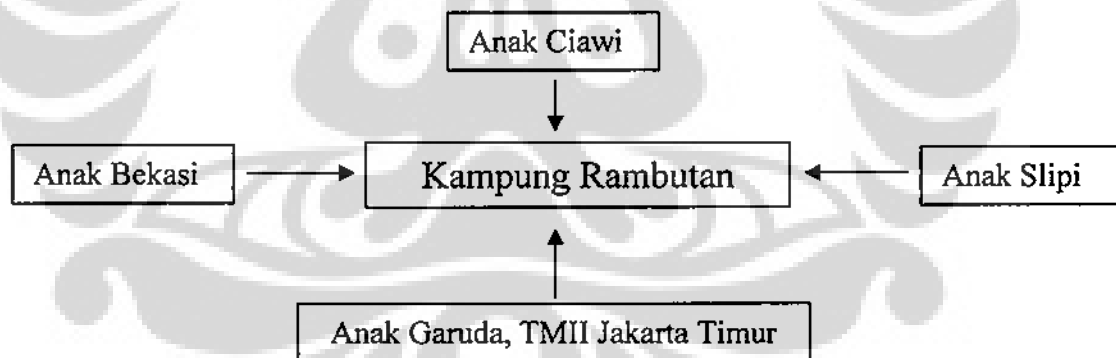 Anak Ciawi
Anak Bekasi
Kampung Rambutan
Anak Slipi
Anak Garuda, TMII Jakarta Timur